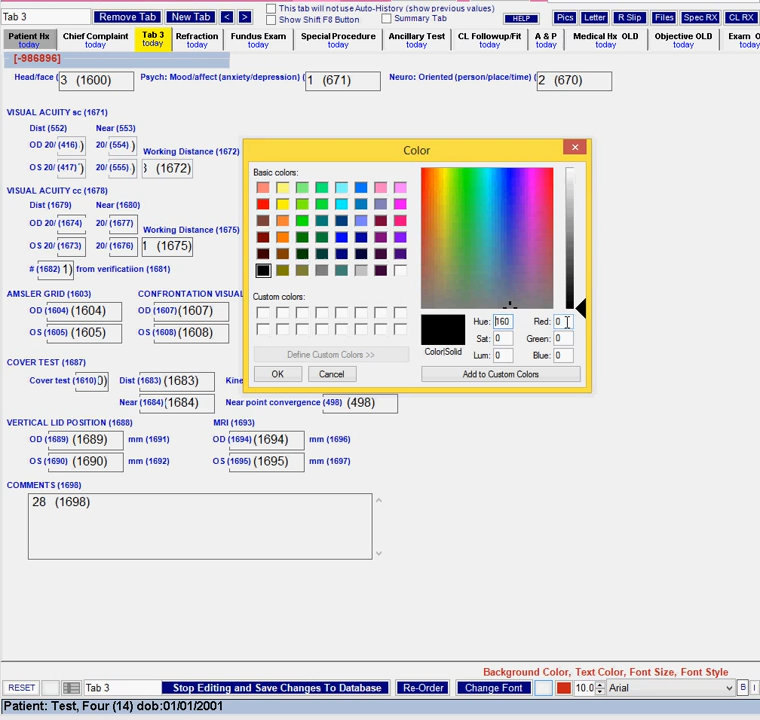 Tab 3 Remove Tab New Tab < > This tab will not use Auto-History (show previous values)
Show Shift F8 Button Summary Tab HELP Pics Letter R Slip Files Spec RX CL RX
Patient Hx Chief Complaint Tab 3 Refraction Fundus Exam Special Procedure Ancillary Test CL Followup/Fit A & P Medical Hx OLD Objective OLD Exam O
today today today today today today today today today today today today
[-986896]
Head/face ( 3 (1600) Psych: Mood/affect (anxiety/depression) ( 1 (671) Neuro: Oriented (person/place/time) ( 2 (670)
VISUAL ACUITY sc (1671)
Dist (552) Near (553)
OD 20/ (416) ) 20/ (554) ) Working Distance (1672)
OS 20/ (417) ) 20/ (555) ) (1672)
VISUAL ACUITY cc (1678)
Dist (1679) Near (1680)
OD 20/ (1674) 20/ (1677) Working Distance (1675)
OS 20/ (1673) 20/ (1676) 1 (1675)
# (1682) 1) from verificatiion (1681)
AMSLER GRID (1603) CONFRONTATION VISUAL
OD (1604) (1604) OD (1607) (1607)
OS (1605) (1605) OS (1608) (1608)
COVER TEST (1687)
Cover test (1610) 0) Dist (1683) (1683) Kine
Near (1684) (1684) Near point convergence (498) (498)
VERTICAL LID POSITION (1688) MRI (1693)
OD (1689) (1689) mm (1691) OD (1694) (1694) mm (1696)
OS (1690) (1690) mm (1692) OS (1695) (1695) mm (1697)
COMMENTS (1698)
28 (1698)
Color
Basic colors:
Custom colors:
Define Custom Colors >>
OK Cancel
Color|Solid
Hue: 160 Red: 0
Sat: 0 Green: 0
Lum: 0 Blue: 0
Add to Custom Colors
Background Color, Text Color, Font Size, Font Style
RESET Tab 3 Stop Editing and Save Changes To Database Re-Order Change Font 10.0 Arial B I
Patient: Test, Four (14) dob:01/01/2001